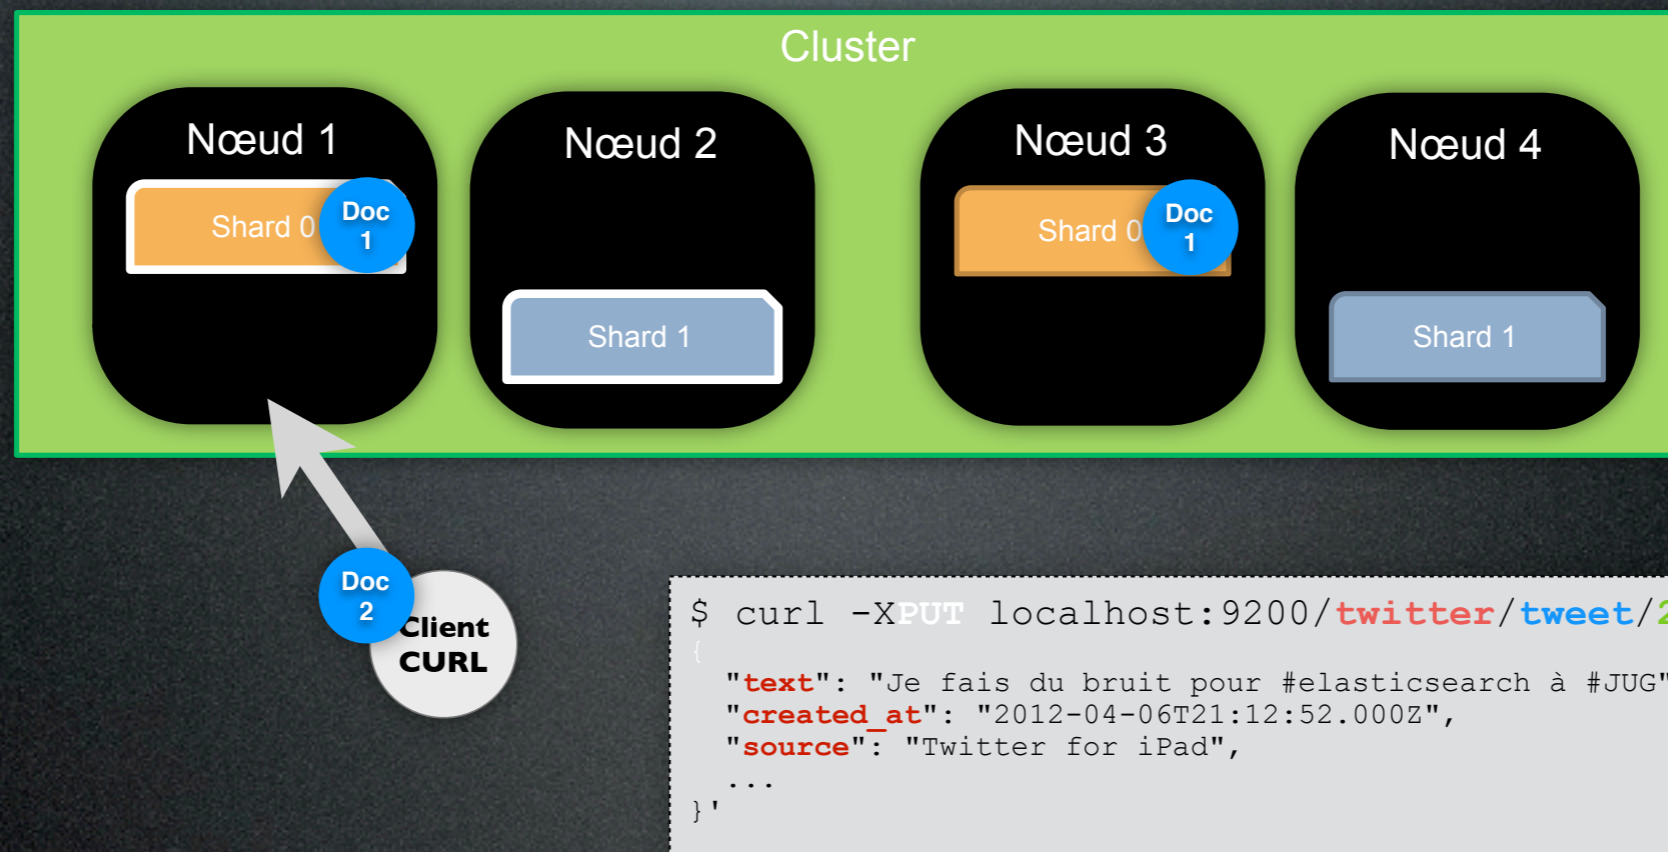 Cluster
Nœud 1
Nœud 2
Nœud 3
Nœud 4
Shard 0
Doc
1
Shard 0
Doc
1
Shard 1
Shard 1
Doc
2
Client
CURL
$ curl -XPUT localhost:9200/twitter/tweet/2
{
"text": "Je fais du bruit pour #elasticsearch à #JUG"
"created_at": "2012-04-06T21:12:52.000Z",
"source": "Twitter for iPad",
...
}'